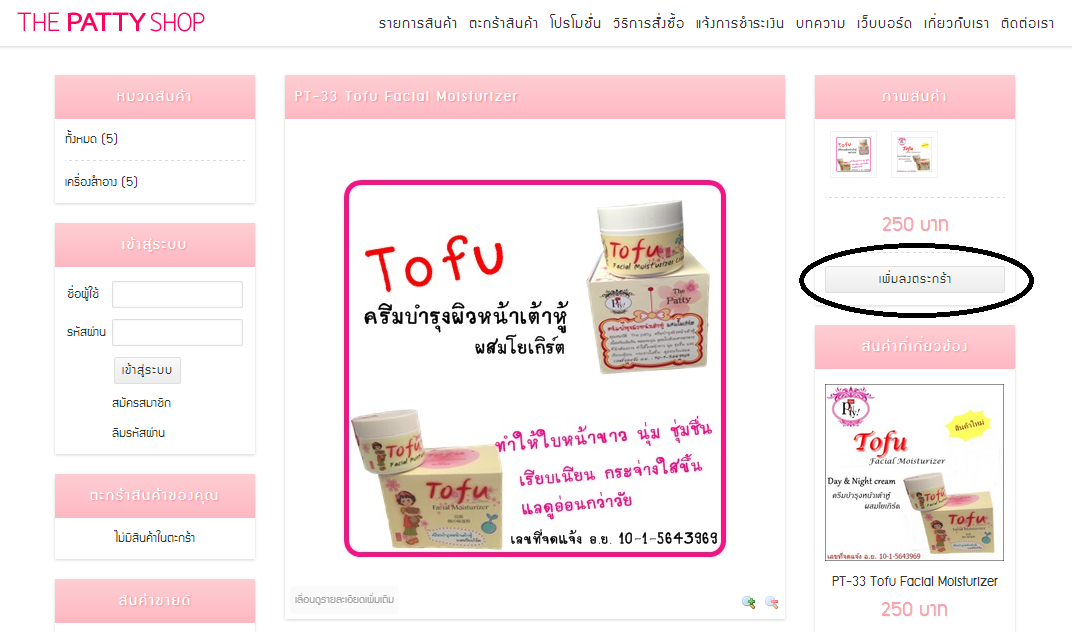 THE PATTY SHOP
รายการสินค้า ตะกร้าสินค้า โปรโมชั่น วิธีการสั่งซื้อ แจ้งการชำระเงิน บทความ เว็บบอร์ด เกี่ยวกับเรา ติดต่อเรา
หมวดสินค้า
ทั้งหมด (5)
เครื่องสำอาง (5)
เข้าสู่ระบบ
ชื่อผู้ใช้
รหัสผ่าน
เข้าสู่ระบบ
สมัครสมาชิก
ลืมรหัสผ่าน
ตะกร้าสินค้าของคุณ
ไม่มีสินค้าในตะกร้า
สินค้าขายดี
PT-33 Tofu Facial Moisturizer
Tofu
ครีมบำรุงผิวหน้าเต้าหู้
ผสมโยเกิร์ต
Tofu
Facial Moisturizer
The
Patty
Tofu
Tofu
Facial Moisturizer
ทำให้ใบหน้าขาว นุ่ม ชุ่มชื่น
เรียบเนียน กระจ่างใสขึ้น
แลดูอ่อนกว่าวัย
เลขที่จดแจ้ง อ.ย. 10-1-5643969
เลื่อนดูรายละเอียดเพิ่มเติม
ภาพสินค้า
250 บาท
เพิ่มลงตระกร้า
สินค้าที่เกี่ยวข้อง
Tofu
สินค้าใหม่
Facial Moisturizer
Day & Night cream
ครีมบำรุงผิวหน้าเต้าหู้
ผสมโยเกิร์ต
Tofu
Tofu
เลขที่จดแจ้ง อ.ย. 10-1-5643969
PT-33 Tofu Facial Moisturizer
250 บาท